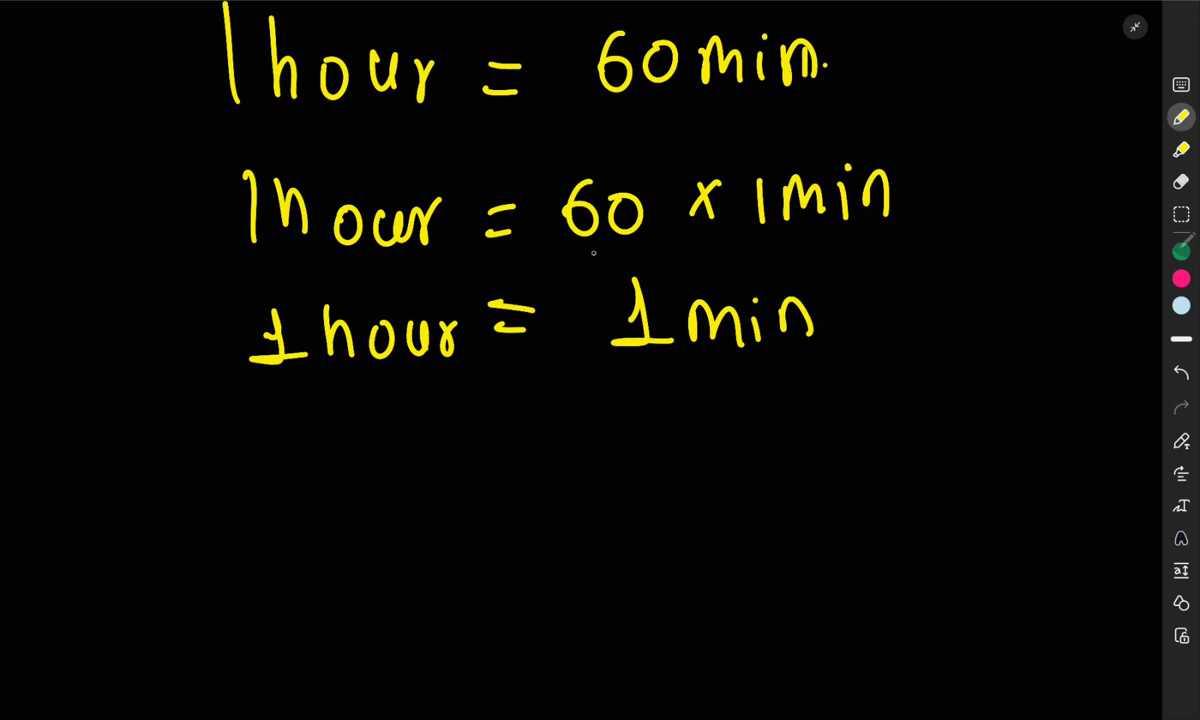 1 hour = 60 min.
1 hour = 60 × 1 min
1 hour = 1 min